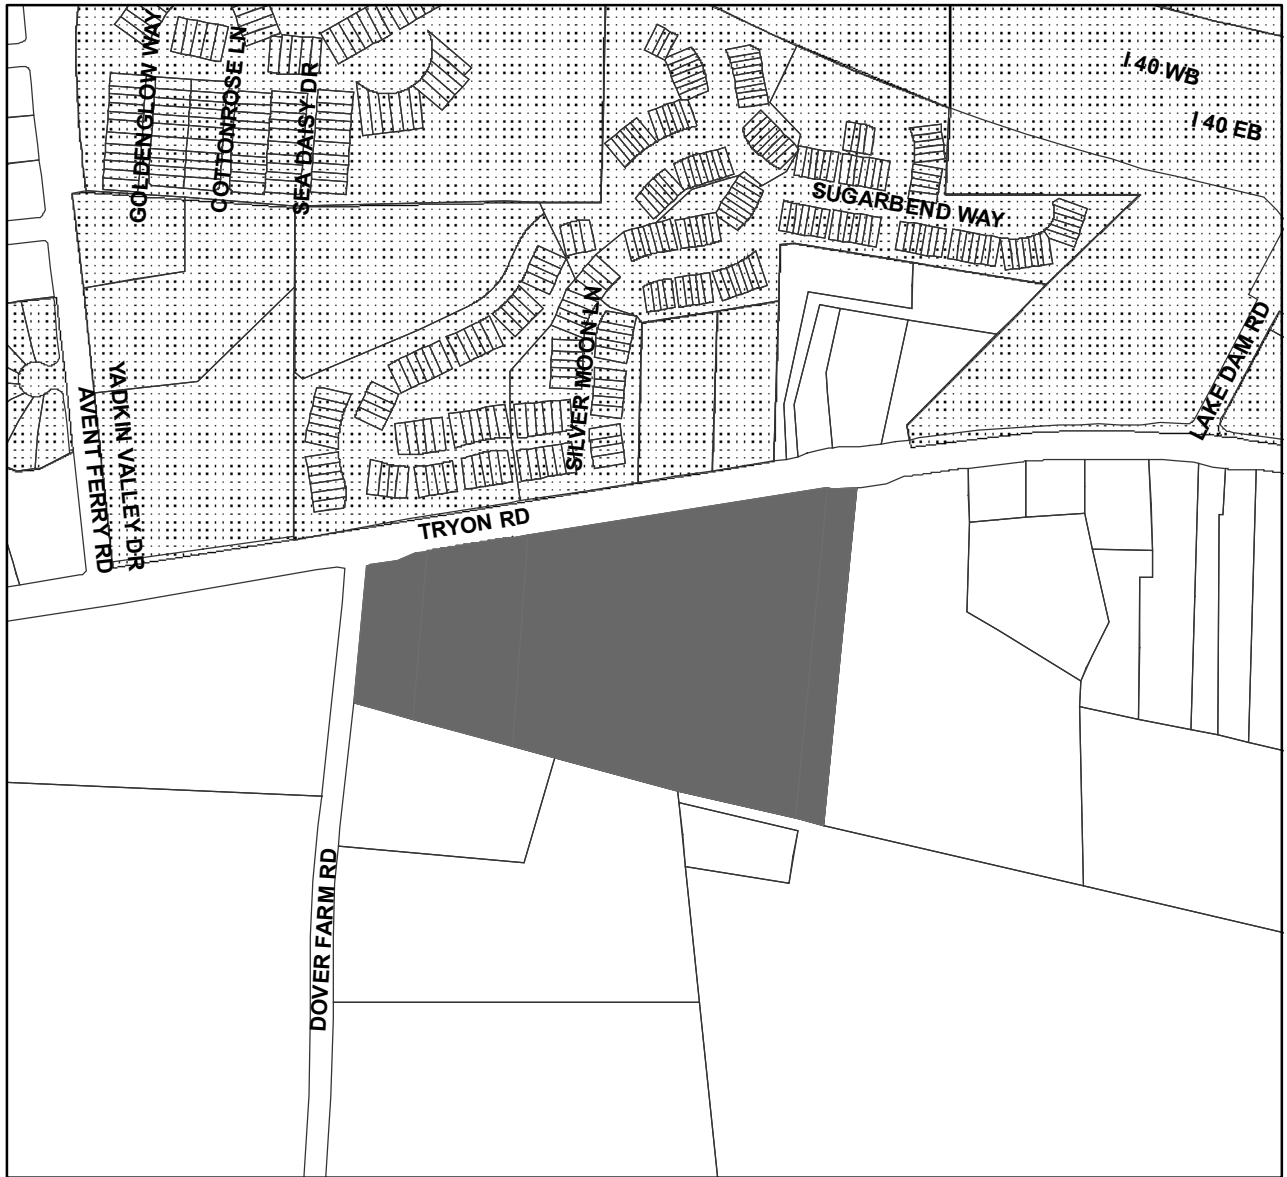 GOLDENGLOW WAY
COTTONROSE LN
SEA DAISY DR
I 40 WB
I 40 EB
SUGARBEND WAY
LAKE DAM RD
SILVER MOON LN
YADKIN VALLEY DR
AVENT FERRY RD
TRYON RD
DOVER FARM RD